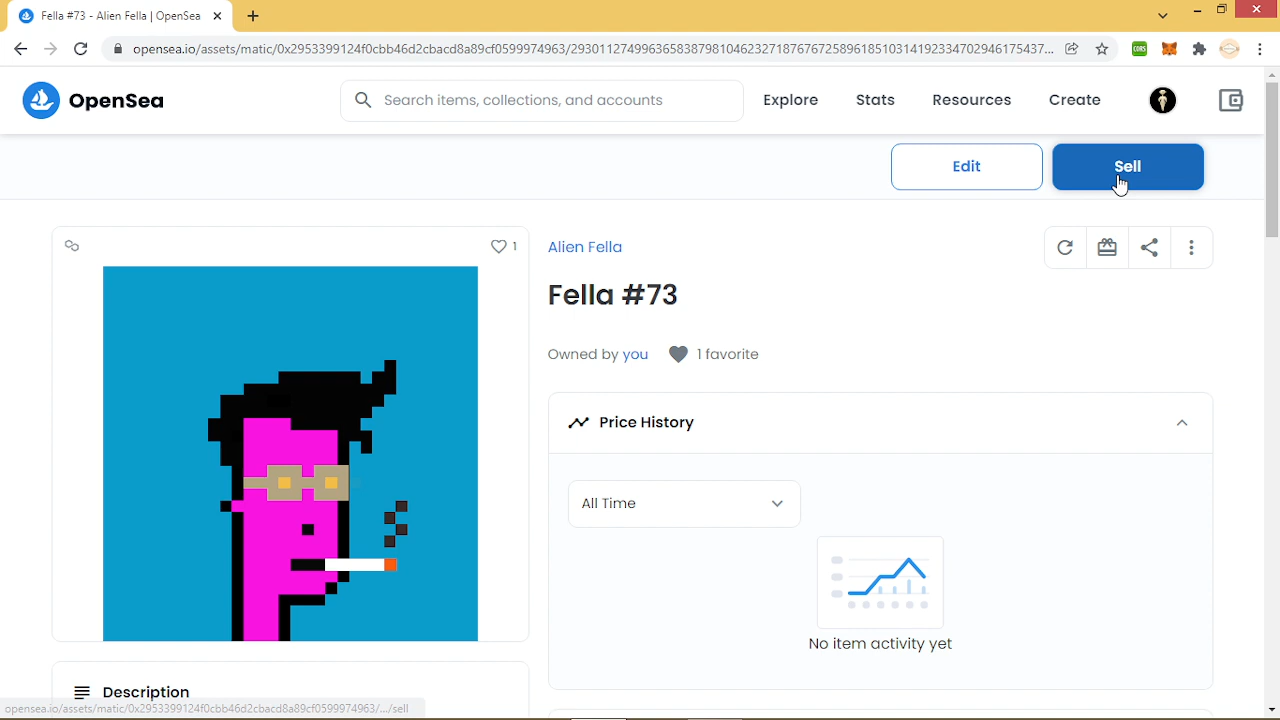 Fella #73 - Alien Fella | OpenSea
opensea.io/assets/matic/0x2953399124f0cbb46d2cbacd8a89cf0599974963/
CORS
OpenSea
Search items, collections, and accounts
Explore
Stats
Resources
Create
Edit
Sell
1
Alien Fella
Fella #73
Owned by you
1 favorite
Price History
All Time
No item activity yet
Description
opensea.io/assets/matic/0x2953399124f0cbb46d2cbacd8a89cf0599974963/.../sell